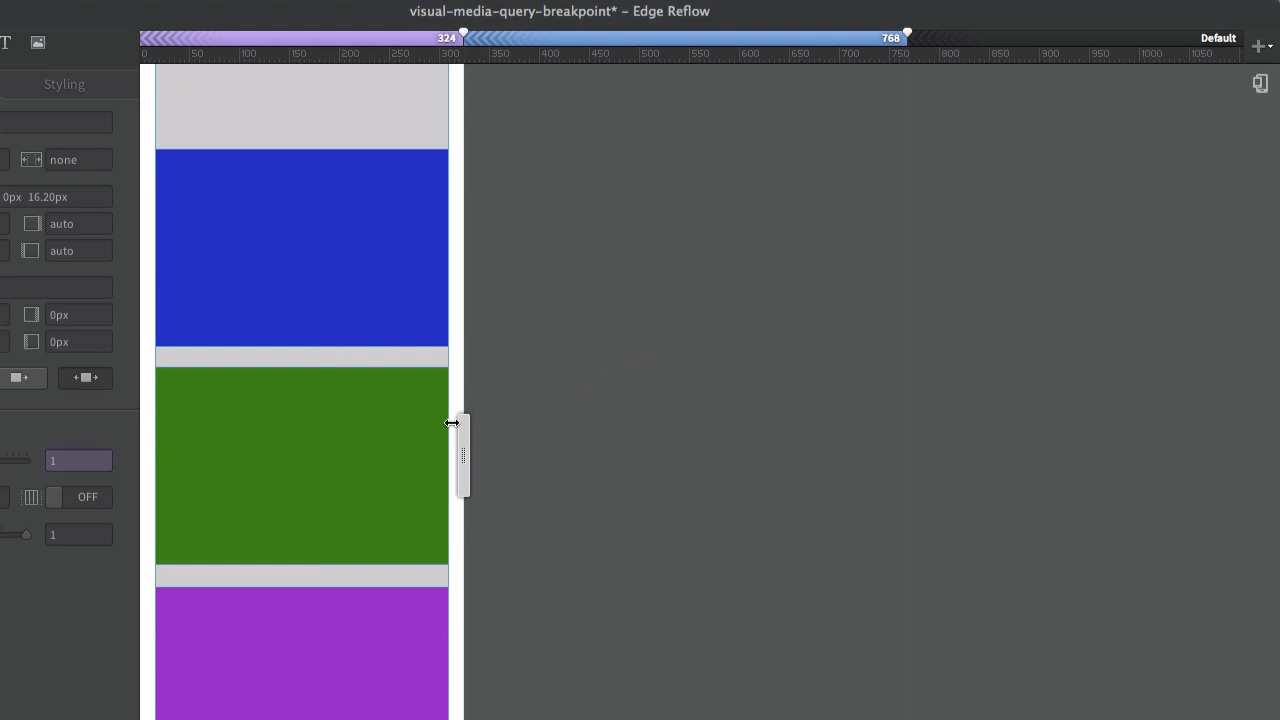 visual-media-query-breakpoint* – Edge Reflow
T
324 768 Default
0 50 100 150 200 250 300 350 400 450 500 550 600 650 700 750 800 850 900 950 1000 1050
Styling
none
0px 16.20px
auto
auto
0px
0px
1
OFF
1